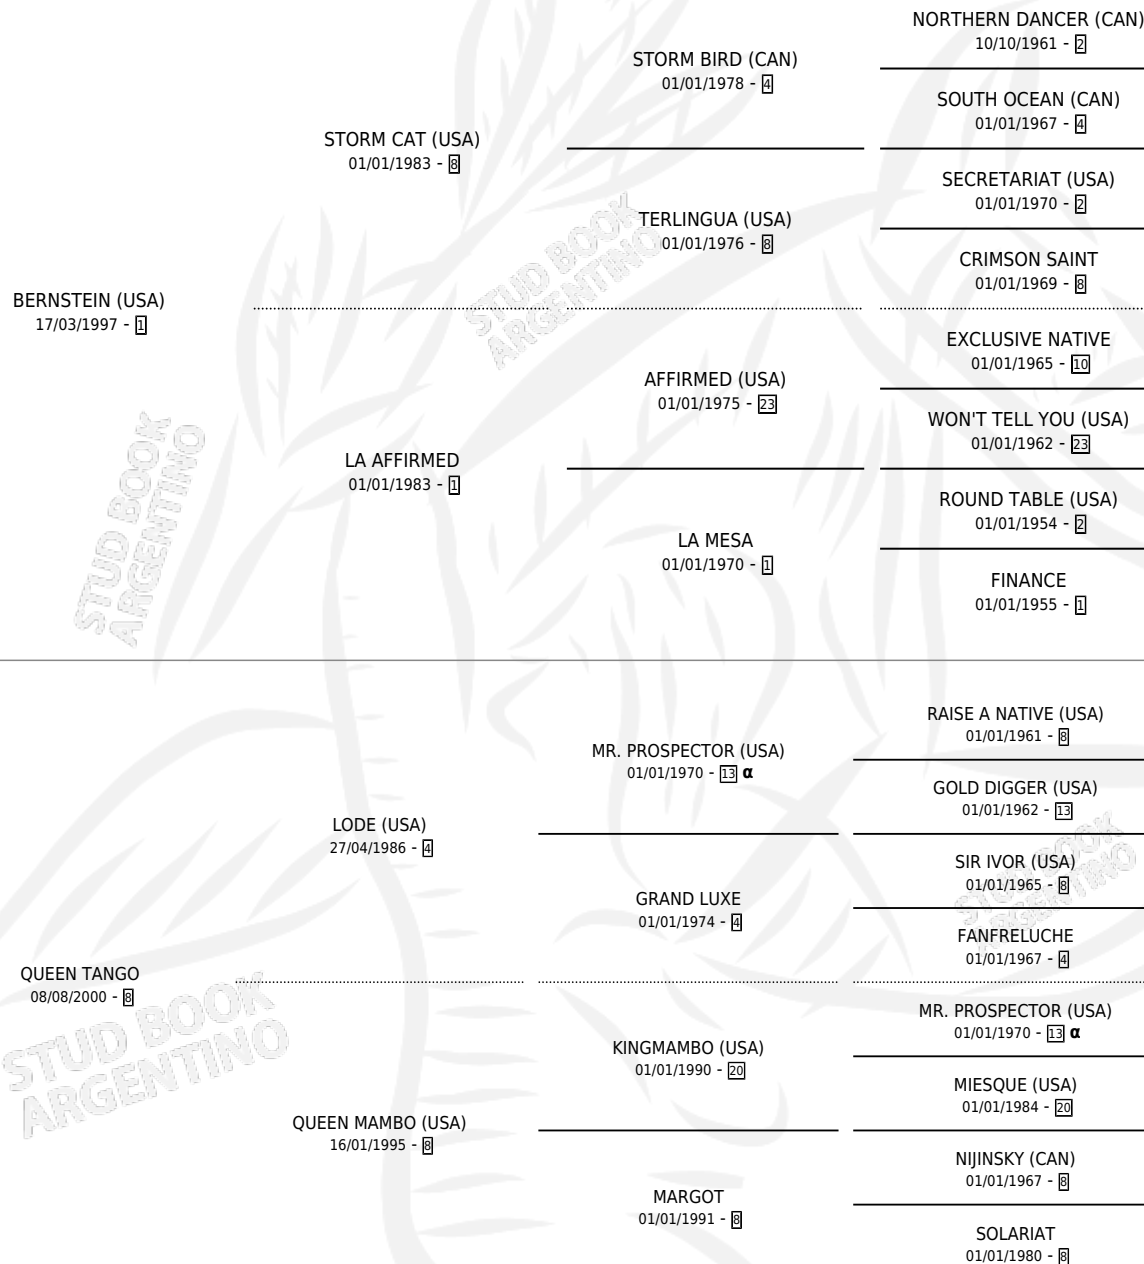 NORTHERN DANCER (CAN)
10/10/1961 - 2
STORM BIRD (CAN)
01/01/1978 - 4
SOUTH OCEAN (CAN)
01/01/1967 - 4
STORM CAT (USA)
01/01/1983 - 8
SECRETARIAT (USA)
01/01/1970 - 2
TERLINGUA (USA)
01/01/1976 - 8
CRIMSON SAINT
01/01/1969 - 8
BERNSTEIN (USA)
17/03/1997 - 1
EXCLUSIVE NATIVE
01/01/1965 - 10
AFFIRMED (USA)
01/01/1975 - 23
WON'T TELL YOU (USA)
01/01/1962 - 23
LA AFFIRMED
01/01/1983 - 1
ROUND TABLE (USA)
01/01/1954 - 2
LA MESA
01/01/1970 - 1
FINANCE
01/01/1955 - 1
RAISE A NATIVE (USA)
01/01/1961 - 8
MR. PROSPECTOR (USA)
01/01/1970 - 13 α
GOLD DIGGER (USA)
01/01/1962 - 13
LODE (USA)
27/04/1986 - 4
SIR IVOR (USA)
01/01/1965 - 8
GRAND LUXE
01/01/1974 - 4
FANFRELUCHE
01/01/1967 - 4
QUEEN TANGO
08/08/2000 - 8
MR. PROSPECTOR (USA)
01/01/1970 - 13 α
KINGMAMBO (USA)
01/01/1990 - 20
MIESQUE (USA)
01/01/1984 - 20
QUEEN MAMBO (USA)
16/01/1995 - 8
NIJINSKY (CAN)
01/01/1967 - 8
MARGOT
01/01/1991 - 8
SOLARIAT
01/01/1980 - 8
STUD BOOK
ARGENTINO
STUD BOOK
ARGENTINO
STUD BOOK
ARGENTINO
STUD BOOK
ARGENTINO